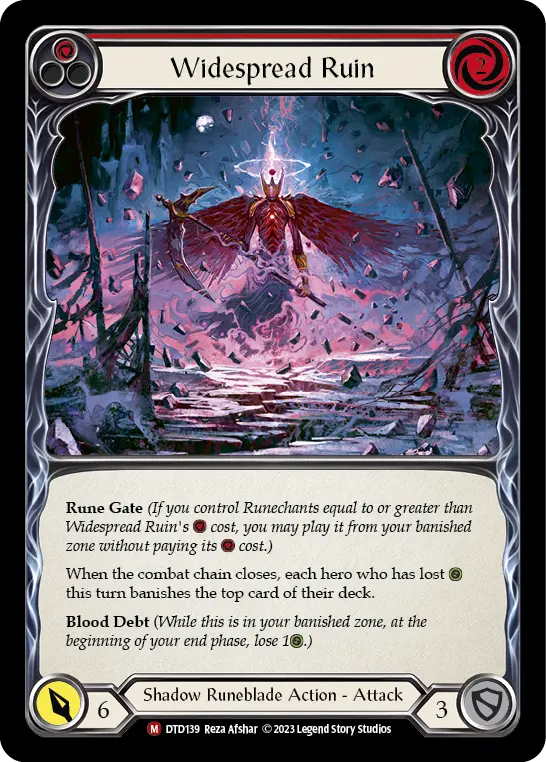 Widespread Ruin
2
Rune Gate (If you control Runechants equal to or greater than
Widespread Ruin's cost, you may play it from your banished
zone without paying its cost.)
When the combat chain closes, each hero who has lost
this turn banishes the top card of their deck.
Blood Debt (While this is in your banished zone, at the
beginning of your end phase, lose 1.)
6
Shadow Runeblade Action - Attack
3
M DTD139 Reza Afshar © 2023 Legend Story Studios